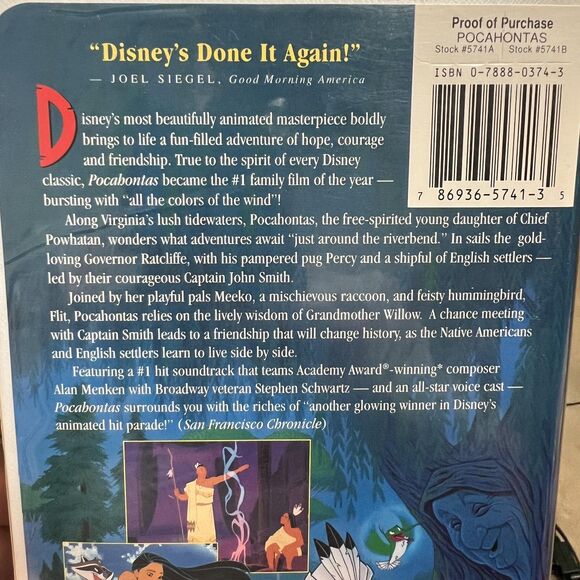 “Disney’s Done It Again!”
— JOEL SIEGEL, Good Morning America
Disney’s most beautifully animated masterpiece boldly
brings to life a fun-filled adventure of hope, courage
and friendship. True to the spirit of every Disney
classic, Pocahontas became the #1 family film of the year —
bursting with “all the colors of the wind”!
Along Virginia’s lush tidewaters, Pocahontas, the free-spirited young daughter of Chief
Powhatan, wonders what adventures await “just around the riverbend.” In sails the gold-
loving Governor Ratcliffe, with his pampered pug Percy and a shipful of English settlers —
led by their courageous Captain John Smith.
Joined by her playful pals Meeko, a mischievous raccoon, and feisty hummingbird,
Flit, Pocahontas relies on the lively wisdom of Grandmother Willow. A chance meeting
with Captain Smith leads to a friendship that will change history, as the Native Americans
and English settlers learn to live side by side.
Featuring a #1 hit soundtrack that teams Academy Award®-winning* composer
Alan Menken with Broadway veteran Stephen Schwartz — and an all-star voice cast —
Pocahontas surrounds you with the riches of “another glowing winner in Disney’s
animated hit parade!” (San Francisco Chronicle)
Proof of Purchase
POCAHONTAS
Stock #5741A | Stock #5741B
ISBN 0-7888-0374-3
7 86936-5741-3 5